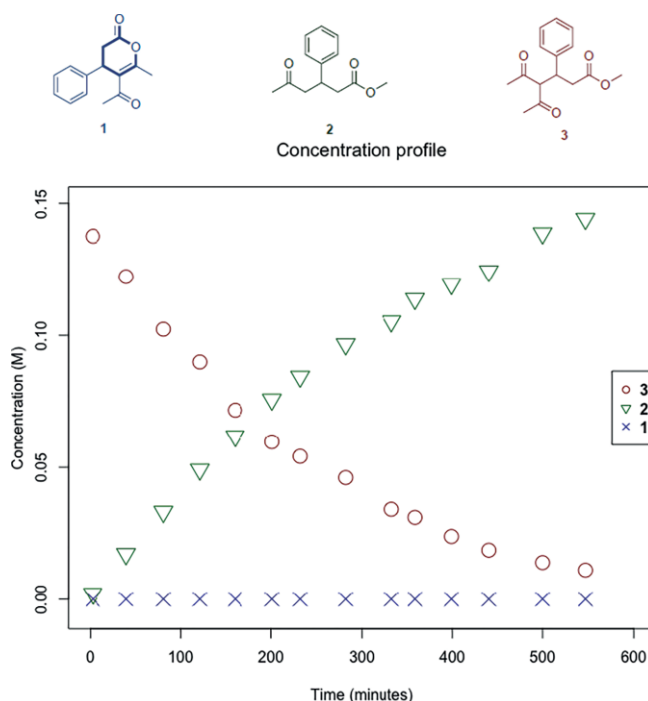 O
O
O
1
O
O
O
2
O
O
O
O
3
Concentration profile
0.15
0.10
0.05
0.00
Concentration (M)
3
2
1
0 100 200 300 400 500 600
Time (minutes)